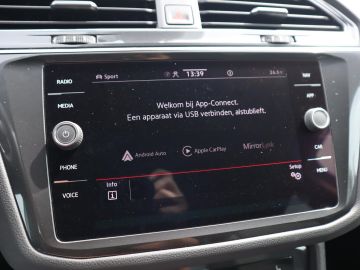 RADIO
MEDIA
PHONE
VOICE
NAV
APP
CAR
MENU
Sport
13:39
Welkom bij App-Connect.
Een apparaat via USB verbinden, alstublieft.
Android Auto
Apple CarPlay
MirrorLink
Info
Setup